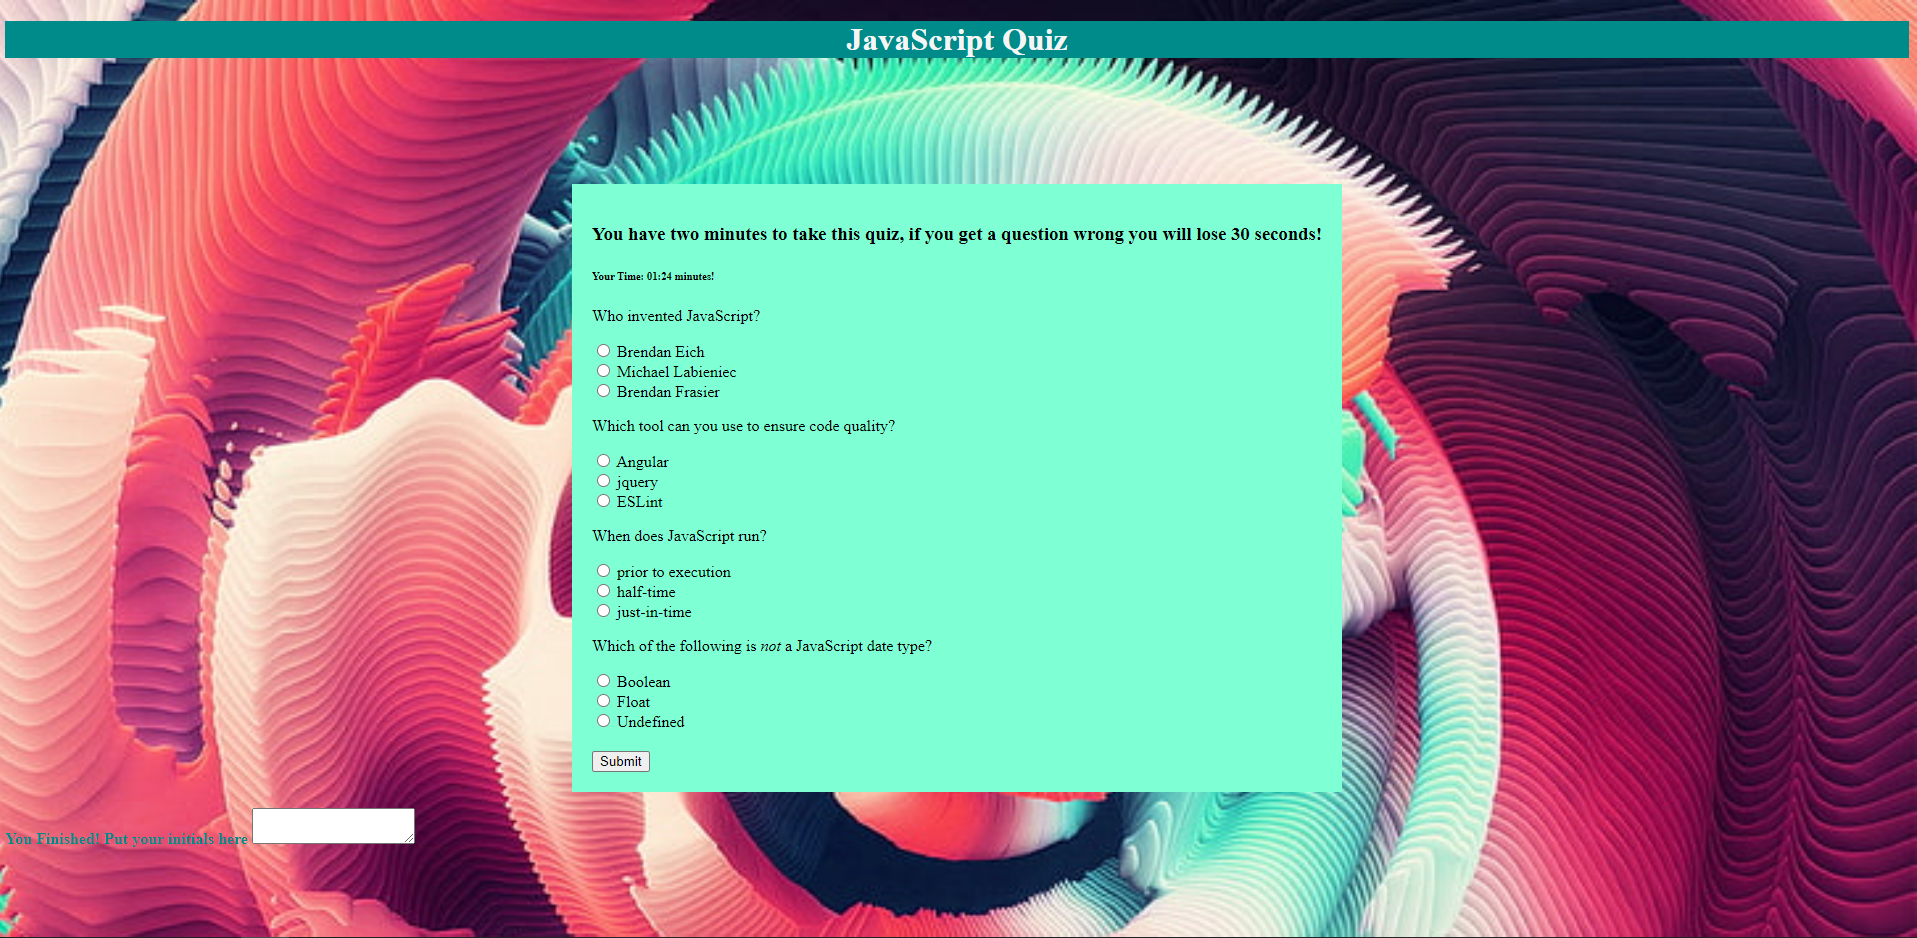 JavaScript Quiz
You have two minutes to take this quiz, if you get a question wrong you will lose 30 seconds!
Your Time: 01:24 minutes!
Who invented JavaScript?
Brendan Eich
Michael Labieniec
Brendan Frasier
Which tool can you use to ensure code quality?
Angular
jquery
ESLint
When does JavaScript run?
prior to execution
half-time
just-in-time
Which of the following is not a JavaScript date type?
Boolean
Float
Undefined
Submit
You Finished! Put your initials here